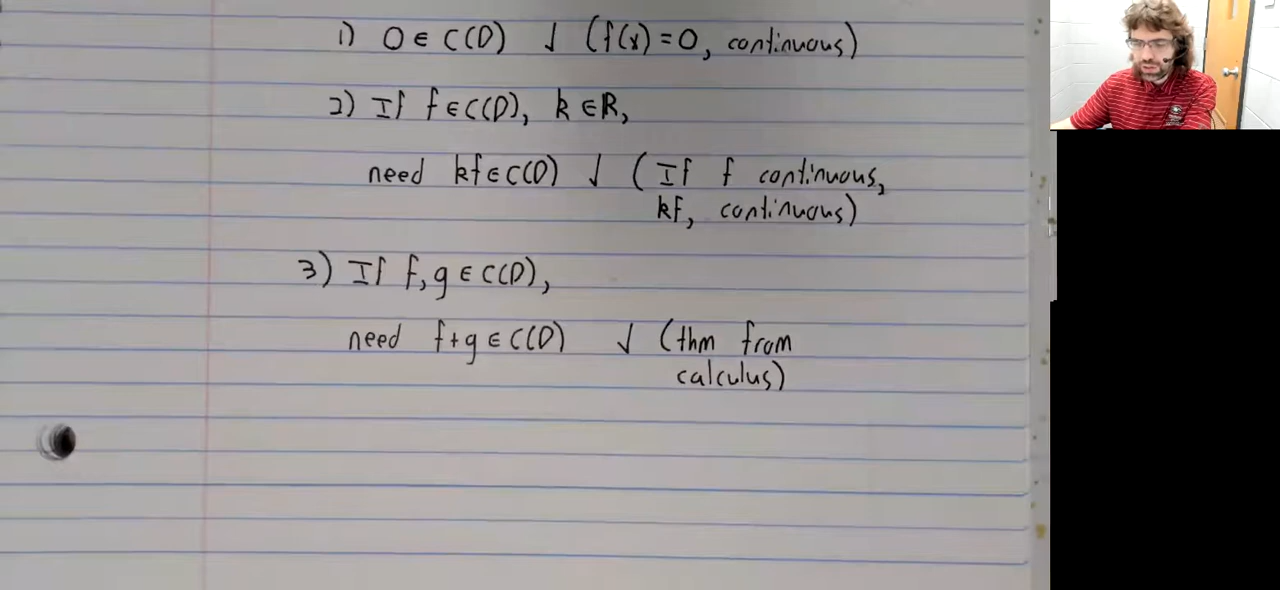 1) 0 ∈ C(D) ✓ (f(x) = 0, continuous)
2) If f ∈ C(D), k ∈ ℝ,
need kf ∈ C(D) ✓ (If f continuous,
kf, continuous)
3) If f, g ∈ C(D),
need f+g ∈ C(D) ✓ (thm from
calculus)